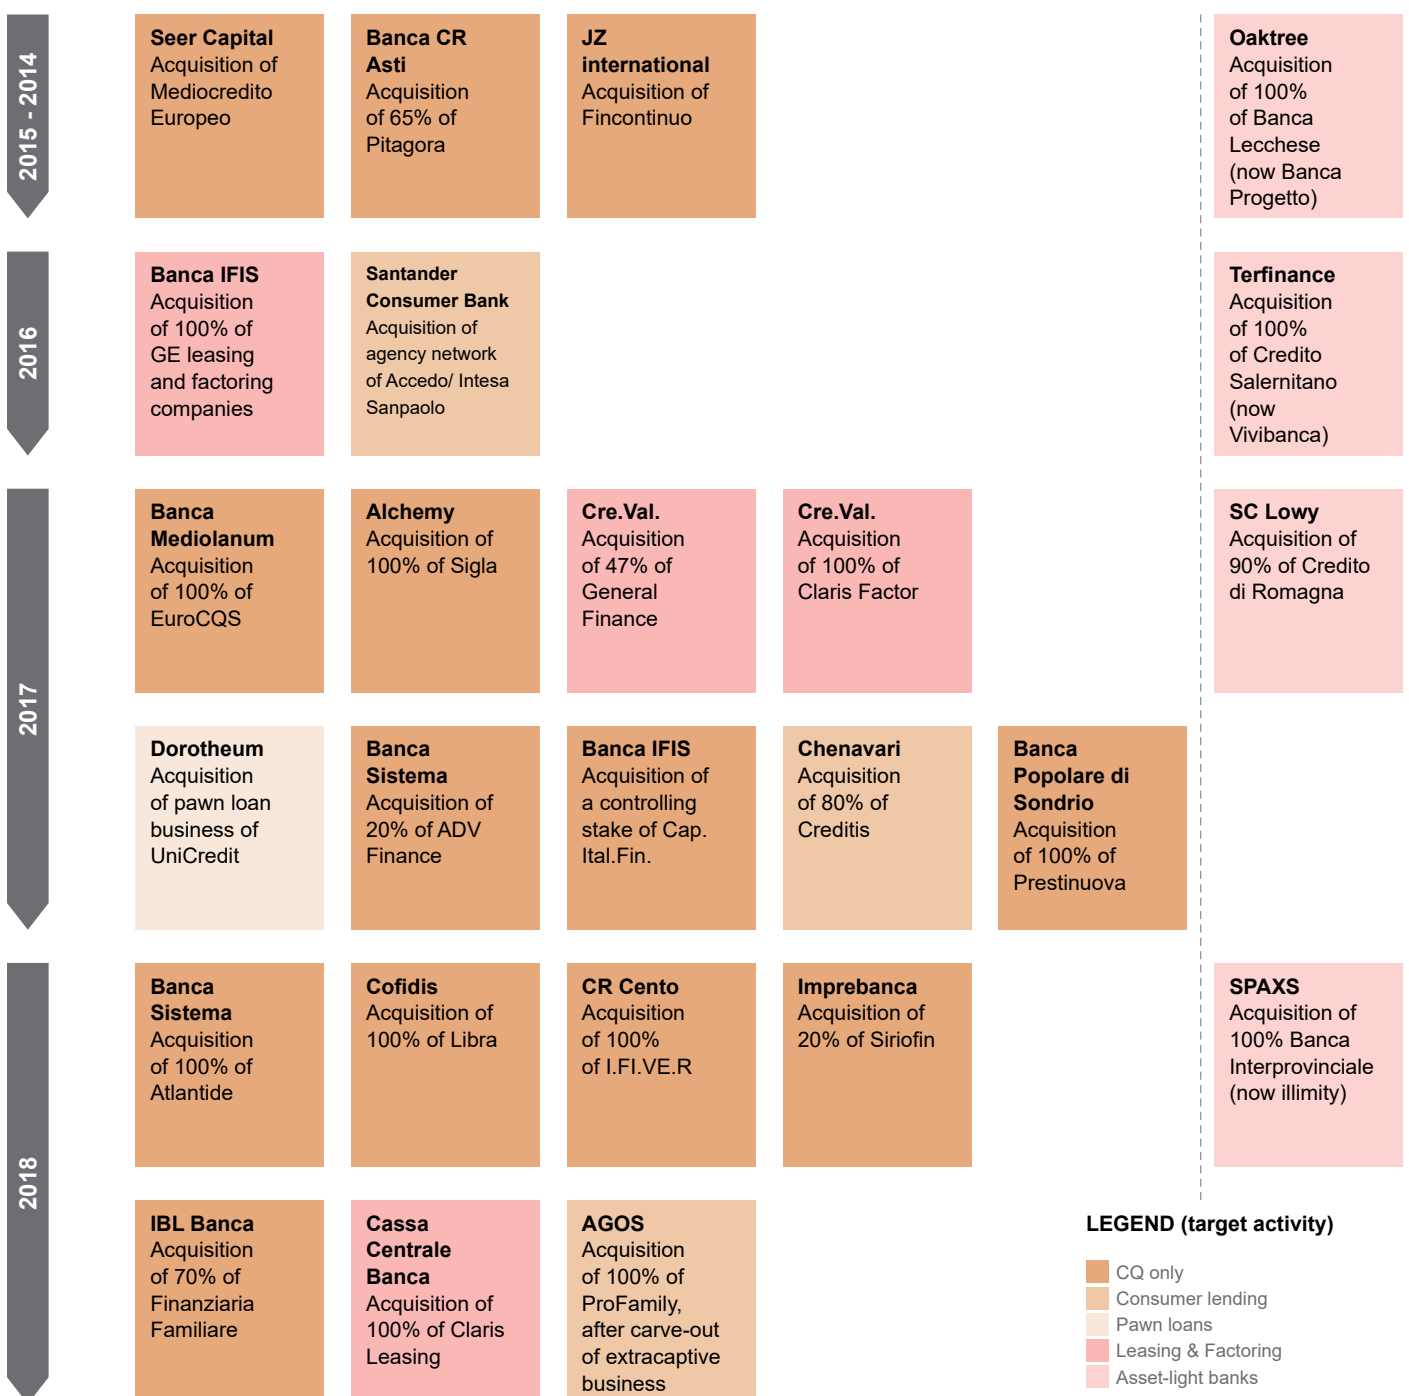 2015 - 2014
Seer Capital
Acquisition of
Mediocredito
Europeo
Banca CR
Asti
Acquisition
of 65% of
Pitagora
JZ
international
Acquisition of
Fincontinuo
Oaktree
Acquisition
of 100%
of Banca
Lecchese
(now Banca
Progetto)
2016
Banca IFIS
Acquisition
of 100% of
GE leasing
and factoring
companies
Santander
Consumer Bank
Acquisition of
agency network
of Accedo/ Intesa
Sanpaolo
Terfinance
Acquisition
of 100%
of Credito
Salernitano
(now
Vivibanca)
2017
Banca
Mediolanum
Acquisition
of 100% of
EuroCQS
Alchemy
Acquisition of
100% of Sigla
Cre.Val.
Acquisition
of 47% of
General
Finance
Cre.Val.
Acquisition
of 100% of
Claris Factor
SC Lowy
Acquisition of
90% of Credito
di Romagna
Dorotheum
Acquisition
of pawn loan
business of
UniCredit
Banca
Sistema
Acquisition of
20% of ADV
Finance
Banca IFIS
Acquisition of
a controlling
stake of Cap.
Ital.Fin.
Chenavari
Acquisition
of 80% of
Creditis
Banca
Popolare di
Sondrio
Acquisition
of 100% of
Prestinuova
2018
Banca
Sistema
Acquisition
of 100% of
Atlantide
Cofidis
Acquisition of
100% of Libra
CR Cento
Acquisition
of 100%
of I.FI.VE.R
Imprebanca
Acquisition of
20% of Siriofin
SPAXS
Acquisition of
100% Banca
Interprovinciale
(now illimity)
IBL Banca
Acquisition
of 70% of
Finanziaria
Familiare
Cassa
Centrale
Banca
Acquisition of
100% of Claris
Leasing
AGOS
Acquisition
of 100% of
ProFamily,
after carve-out
of extracaptive
business
LEGEND (target activity)
CQ only
Consumer lending
Pawn loans
Leasing & Factoring
Asset-light banks